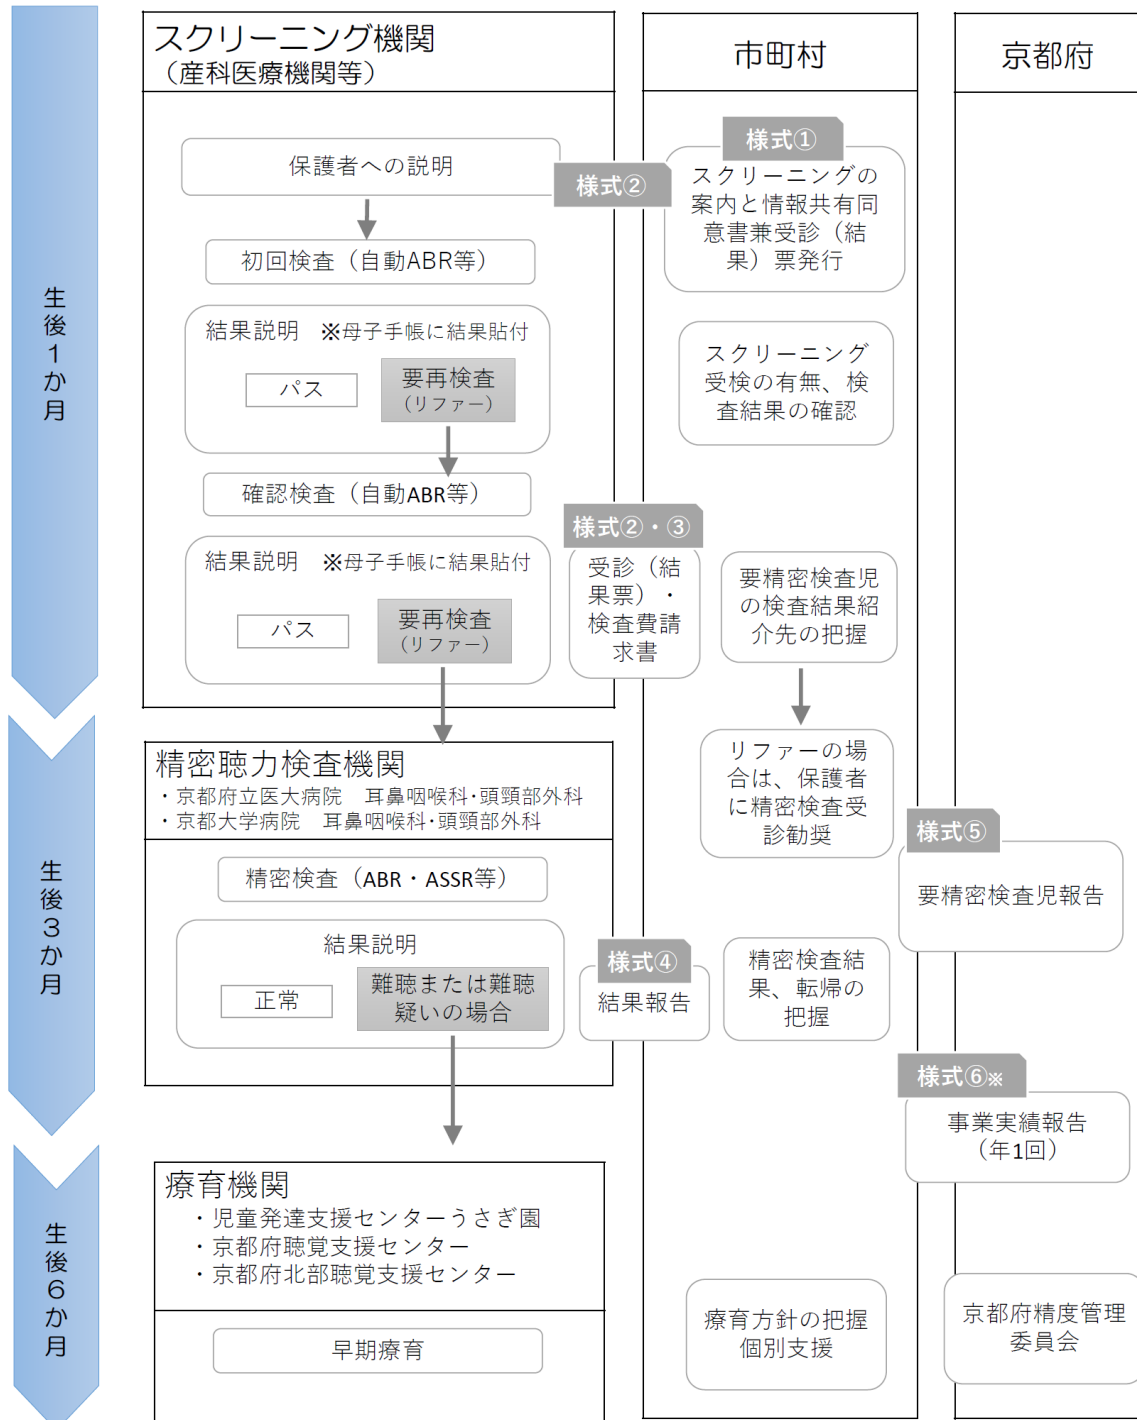 スクリーニング機関
（産科医療機関等）
市町村
京都府
生後1か月
保護者への説明
様式②
様式①
スクリーニングの
案内と情報共有同
意書兼受診（結
果）票発行
初回検査（自動ABR等）
結果説明　※母子手帳に結果貼付
パス
要再検査
（リファー）
スクリーニング
受検の有無、検
査結果の確認
確認検査（自動ABR等）
結果説明　※母子手帳に結果貼付
パス
要再検査
（リファー）
様式②・③
受診（結
果票）・
検査費請
求書
要精密検査児
の検査結果紹
介先の把握
生後3か月
精密聴力検査機関
・京都府立医大病院　耳鼻咽喉科・頭頸部外科
・京都大学病院　耳鼻咽喉科・頭頸部外科
リファーの場
合は、保護者
に精密検査受
診勧奨
様式⑤
要精密検査児報告
精密検査（ABR・ASSR等）
結果説明
正常
難聴または難聴
疑いの場合
様式④
結果報告
精密検査結
果、転帰の
把握
様式⑥※
事業実績報告
（年1回）
生後6か月
療育機関
・児童発達支援センターうさぎ園
・京都府聴覚支援センター
・京都府北部聴覚支援センター
早期療育
療育方針の把握
個別支援
京都府精度管理
委員会